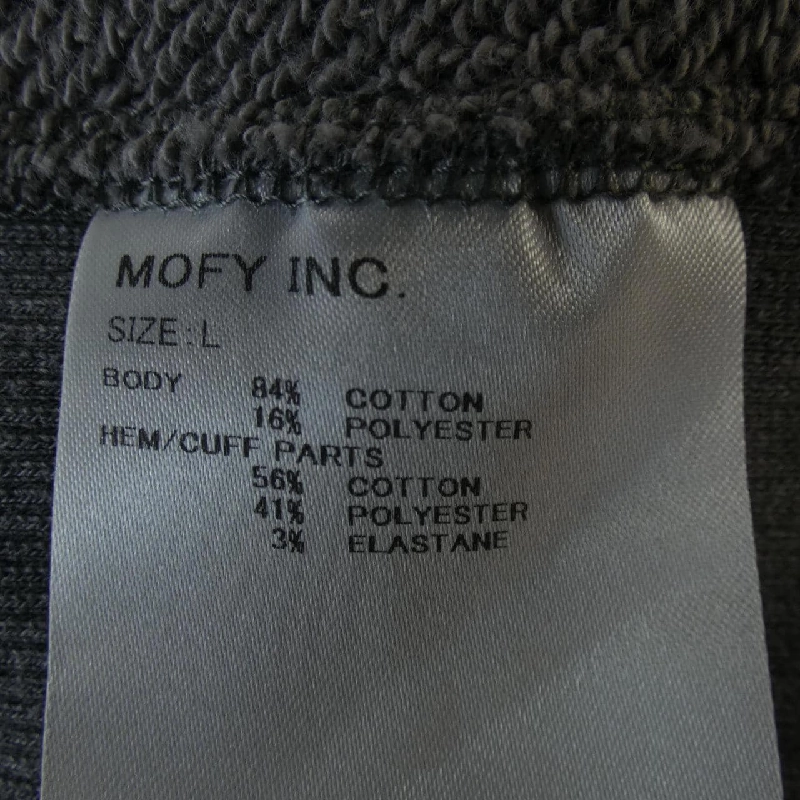 MOFY INC.
SIZE:L
BODY 84% COTTON
16% POLYESTER
HEM/CUFF PARTS
56% COTTON
41% POLYESTER
3% ELASTANE